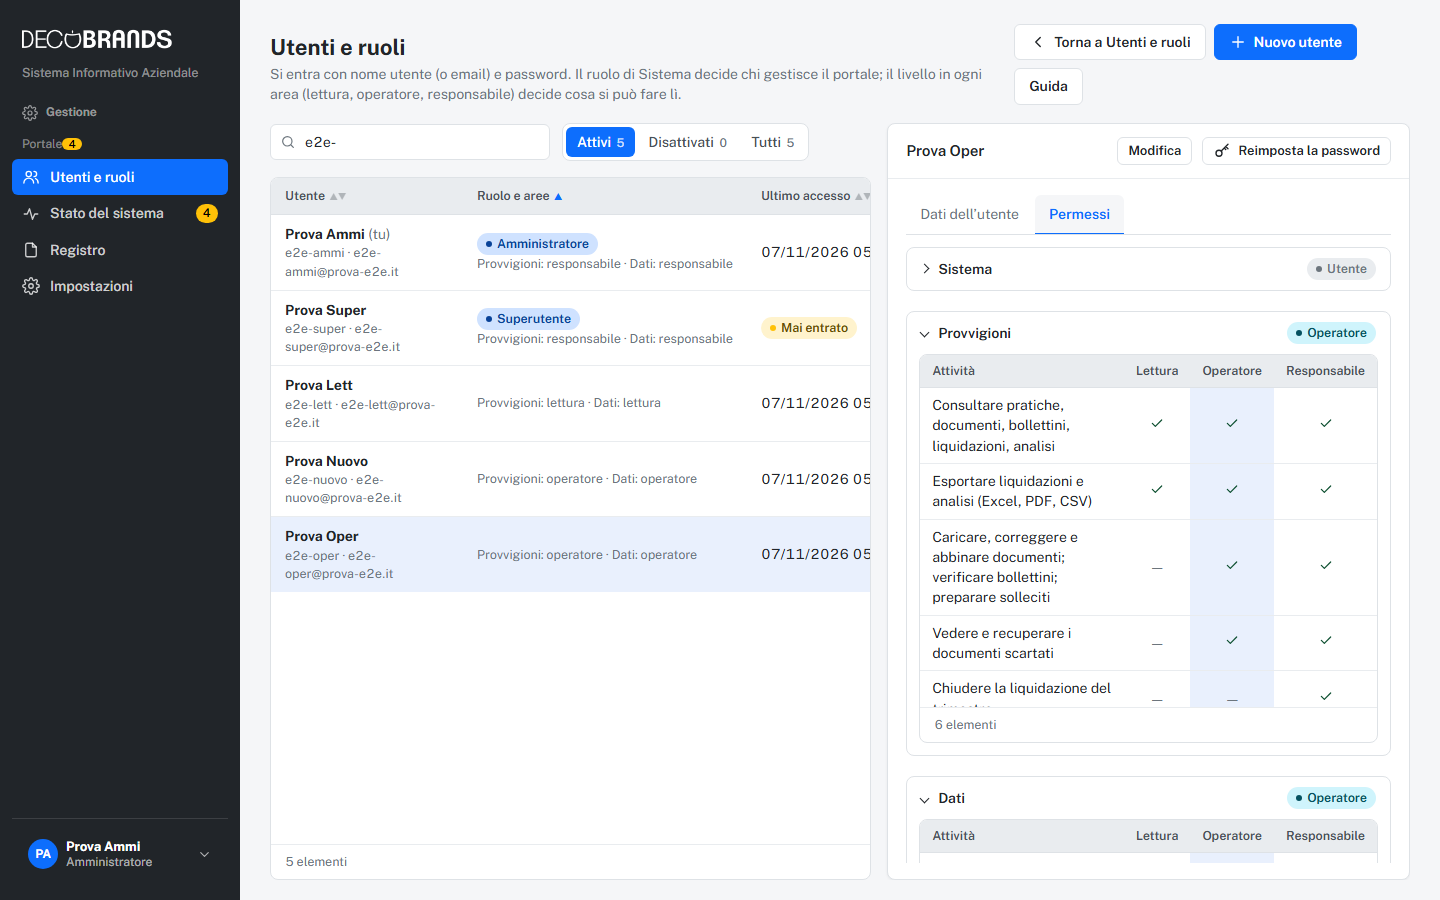 DECOBRANDS
Sistema Informativo Aziendale
Gestione
Portale 4
Utenti e ruoli
Stato del sistema 4
Registro
Impostazioni
PA
Prova Ammi
Amministratore
Utenti e ruoli
Si entra con nome utente (o email) e password. Il ruolo di Sistema decide chi gestisce il portale; il livello in ogni
area (lettura, operatore, responsabile) decide cosa si può fare lì.
Torna a Utenti e ruoli
Nuovo utente
Guida
e2e-
Attivi 5 Disattivati 0 Tutti 5
Utente Ruolo e aree Ultimo accesso
Prova Ammi (tu)
e2e-ammi · e2e-
ammi@prova-e2e.it
Amministratore
Provvigioni: responsabile · Dati: responsabile
07/11/2026 05
Prova Super
e2e-super · e2e-
super@prova-e2e.it
Superutente
Provvigioni: responsabile · Dati: responsabile
Mai entrato
Prova Lett
e2e-lett · e2e-lett@prova-
e2e.it
Provvigioni: lettura · Dati: lettura
07/11/2026 05
Prova Nuovo
e2e-nuovo · e2e-
nuovo@prova-e2e.it
Provvigioni: operatore · Dati: operatore
07/11/2026 05
Prova Oper
e2e-oper · e2e-
oper@prova-e2e.it
Provvigioni: operatore · Dati: operatore
07/11/2026 05
5 elementi
Prova Oper
Modifica
Reimposta la password
Dati dell'utente
Permessi
Sistema
Utente
Provvigioni
Operatore
Attività Lettura Operatore Responsabile
Consultare pratiche,
documenti, bollettini,
liquidazioni, analisi
Esportare liquidazioni e
analisi (Excel, PDF, CSV)
Caricare, correggere e
abbinare documenti;
verificare bollettini;
preparare solleciti
—
Vedere e recuperare i
documenti scartati
—
Chiudere la liquidazione del
— —
6 elementi
Dati
Operatore
Attività Lettura Operatore Responsabile